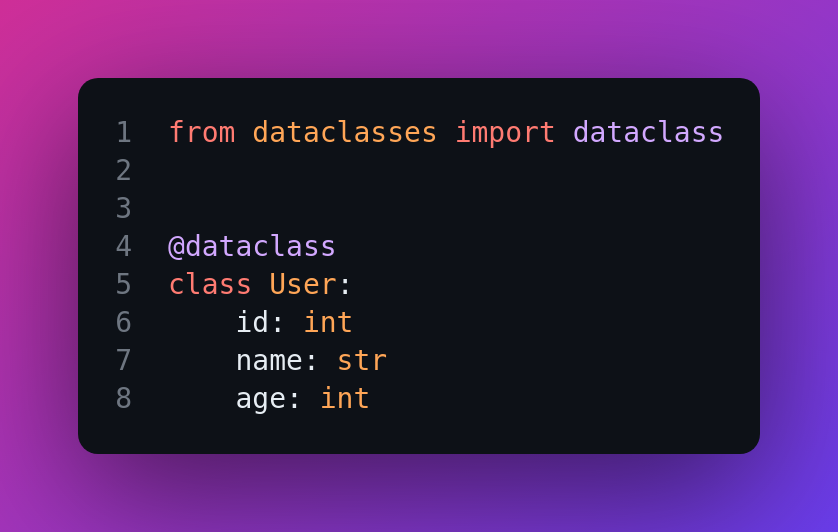 1 from dataclasses import dataclass
2
3
4 @dataclass
5 class User:
6     id: int
7     name: str
8     age: int